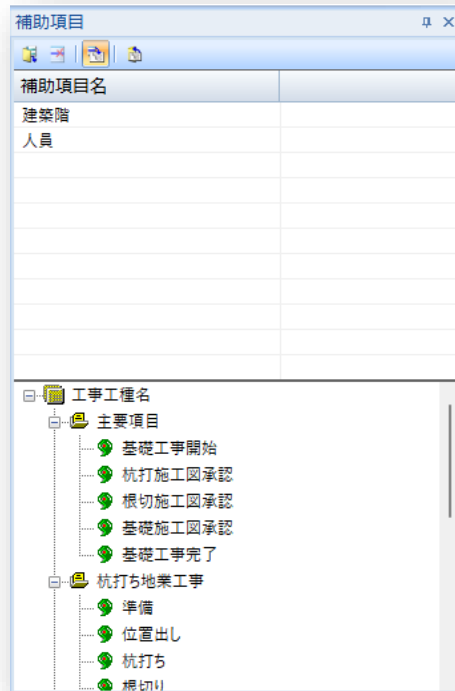 補助項目
補助項目名
建築階
人員
工事工種名
主要項目
基礎工事開始
杭打施工図承認
根切施工図承認
基礎施工図承認
基礎工事完了
杭打ち地業工事
準備
位置出し
杭打ち
根切り